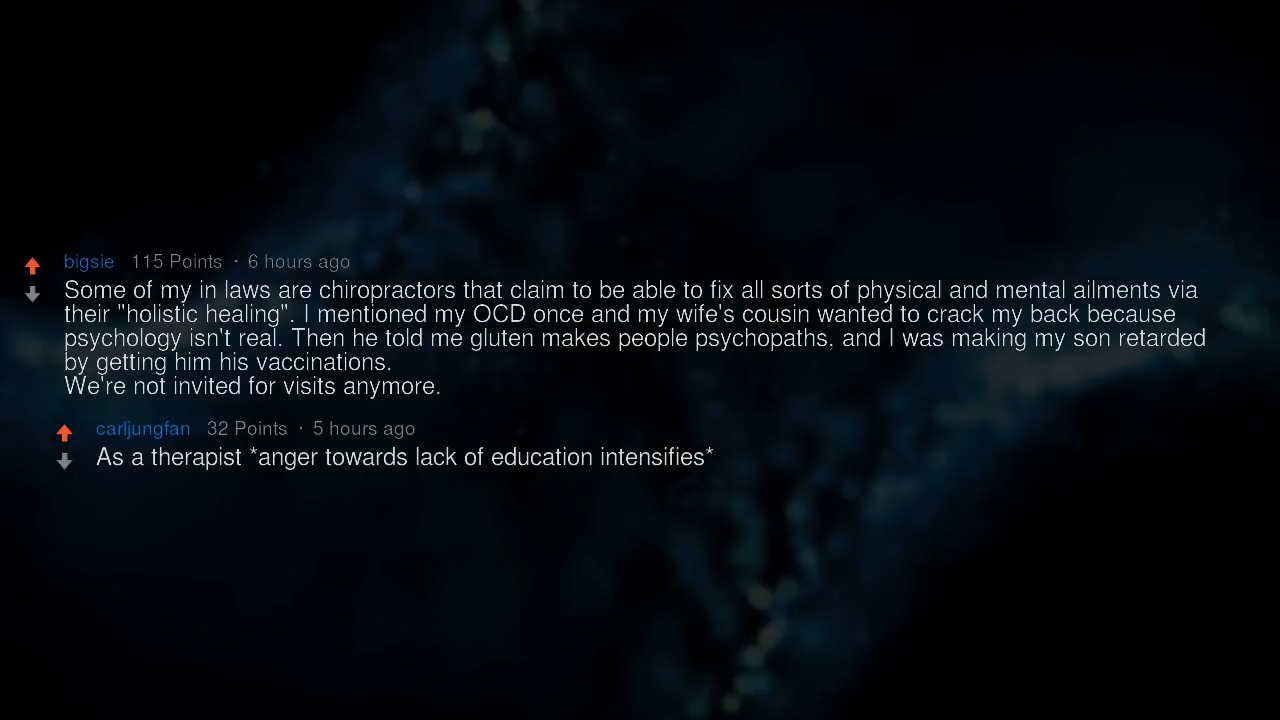 bigsie 115 Points · 6 hours ago
Some of my in laws are chiropractors that claim to be able to fix all sorts of physical and mental ailments via
their "holistic healing". I mentioned my OCD once and my wife's cousin wanted to crack my back because
psychology isn't real. Then he told me gluten makes people psychopaths, and I was making my son retarded
by getting him his vaccinations.
We're not invited for visits anymore.
carljungfan 32 Points · 5 hours ago
As a therapist *anger towards lack of education intensifies*